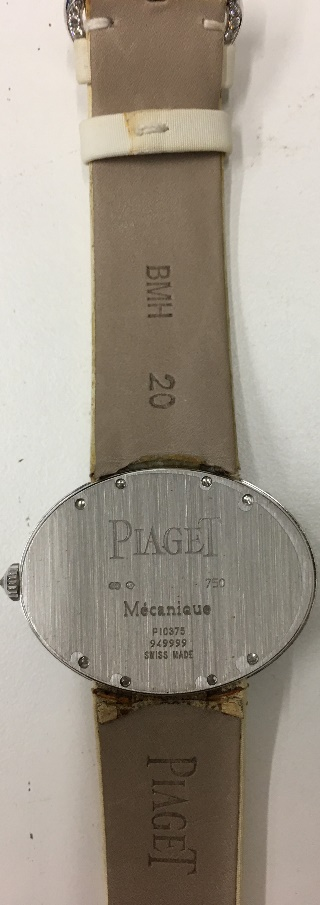 BMH 20
PIAGET
750
Mécanique
P10375
949999
SWISS MADE
PIAGET